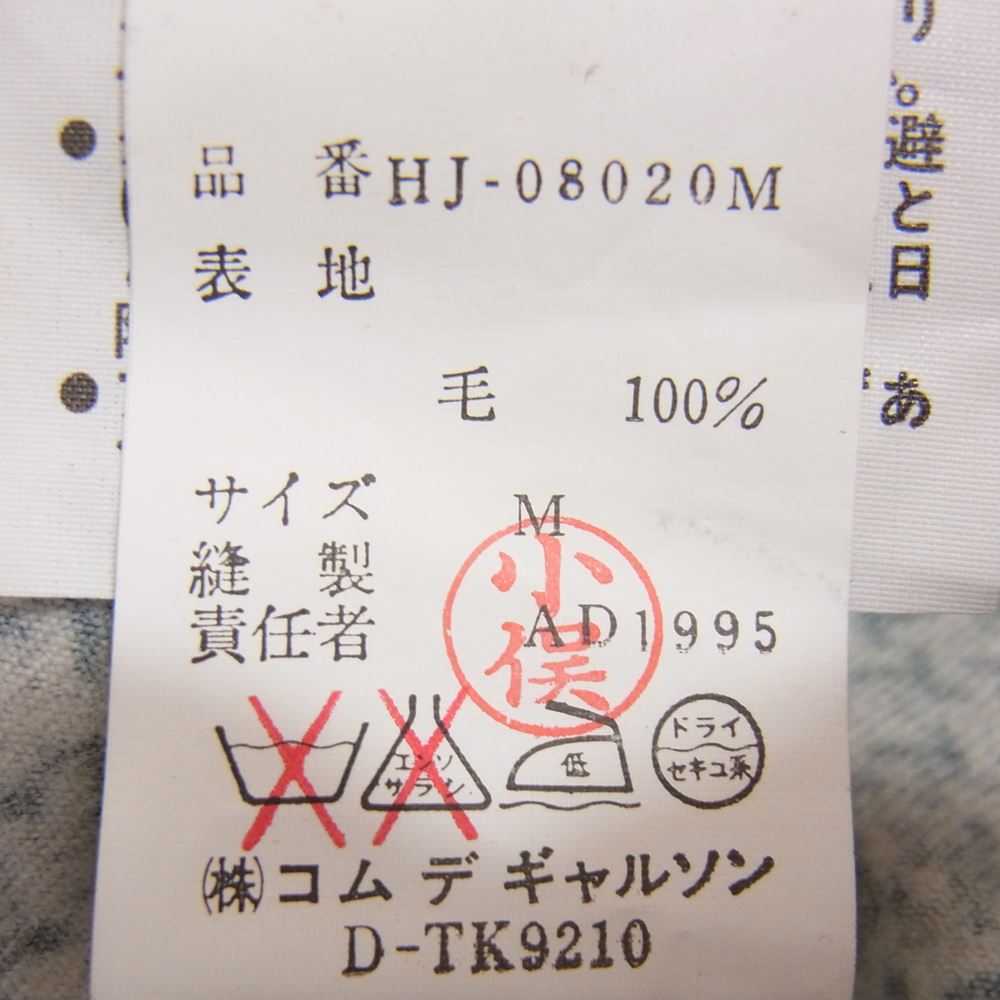 品 番 HJ-08020M
表 地
毛 100%
サイズ M
縫 製
責任者 AD1995
小
俣
エンソ
サラシ
低
ドライ
セキユ系
㈱コムデギャルソン
D-TK9210
り。避と日
あ